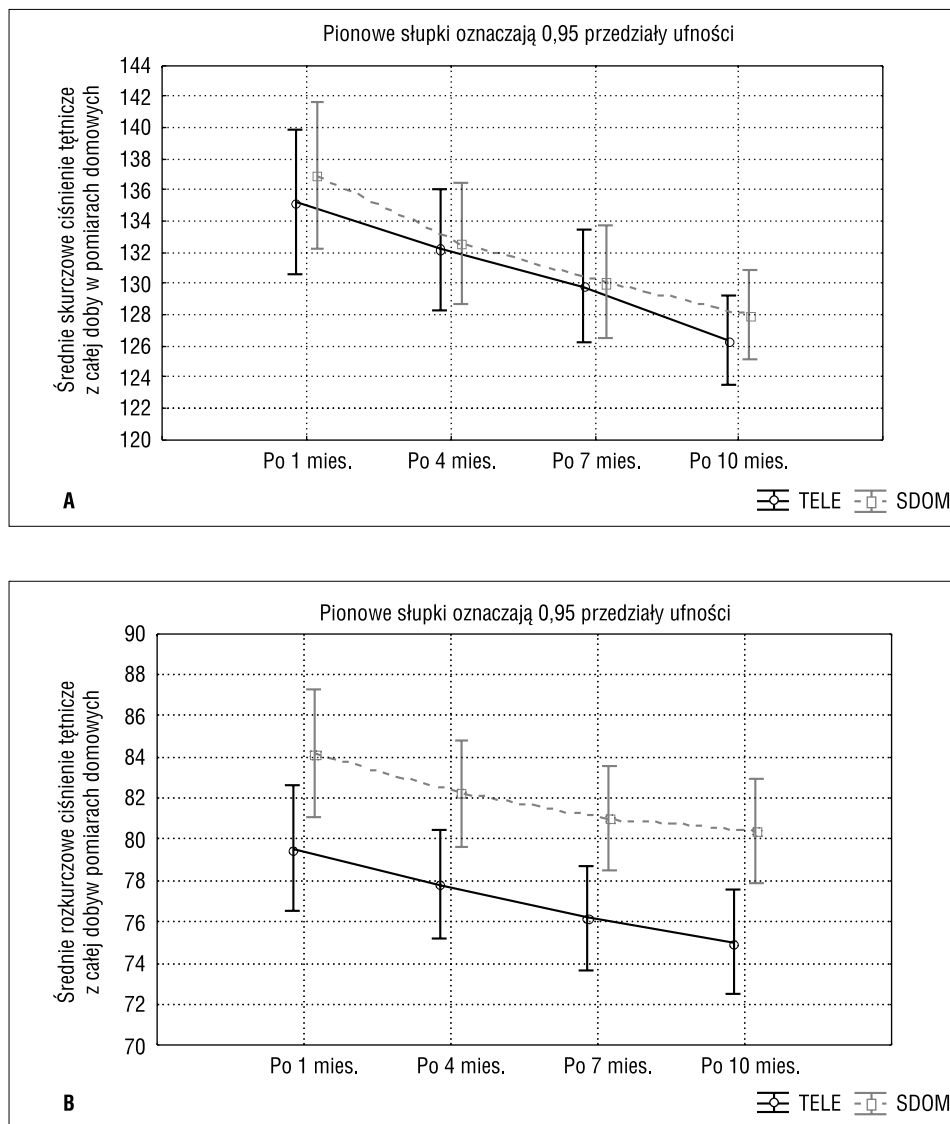 Pionowe słupki oznaczają 0,95 przedziały ufności
Średnie skurczowe ciśnienie tętnicze
z całej doby w pomiarach domowych
144
142
140
138
136
134
132
130
128
126
124
122
120
Po 1 mies. Po 4 mies. Po 7 mies. Po 10 mies.
A
TELE SDOM
Pionowe słupki oznaczają 0,95 przedziały ufności
Średnie rozkurczowe ciśnienie tętnicze
z całej dobyw pomiarach domowych
90
88
86
84
82
80
78
76
74
72
70
Po 1 mies. Po 4 mies. Po 7 mies. Po 10 mies.
B
TELE SDOM